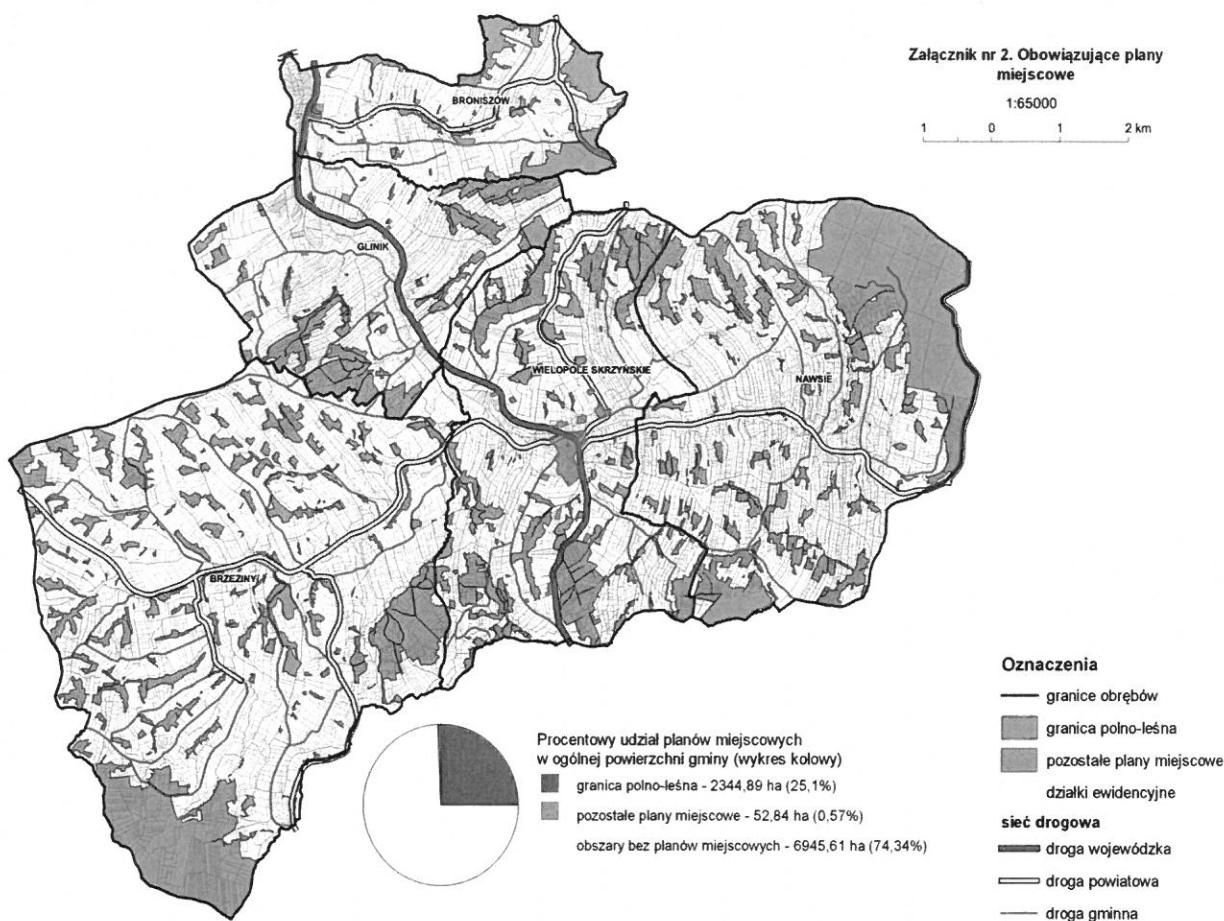 Załącznik nr 2. Obowiązujące plany
miejscowe
1:65000
1 0 1 2 km
BRONISZÓW
GLINIK
WIELOPOLE SKRZYŃSKIE
NAWSIE
BRZEZINY
Procentowy udział planów miejscowych
w ogólnej powierzchni gminy (wykres kołowy)
granica polno-leśna - 2344,89 ha (25,1%)
pozostałe plany miejscowe - 52,84 ha (0,57%)
obszary bez planów miejscowych - 6945,61 ha (74,34%)
Oznaczenia
granice obrębów
granica polno-leśna
pozostałe plany miejscowe
działki ewidencyjne
sieć drogowa
droga wojewódzka
droga powiatowa
droga gminna